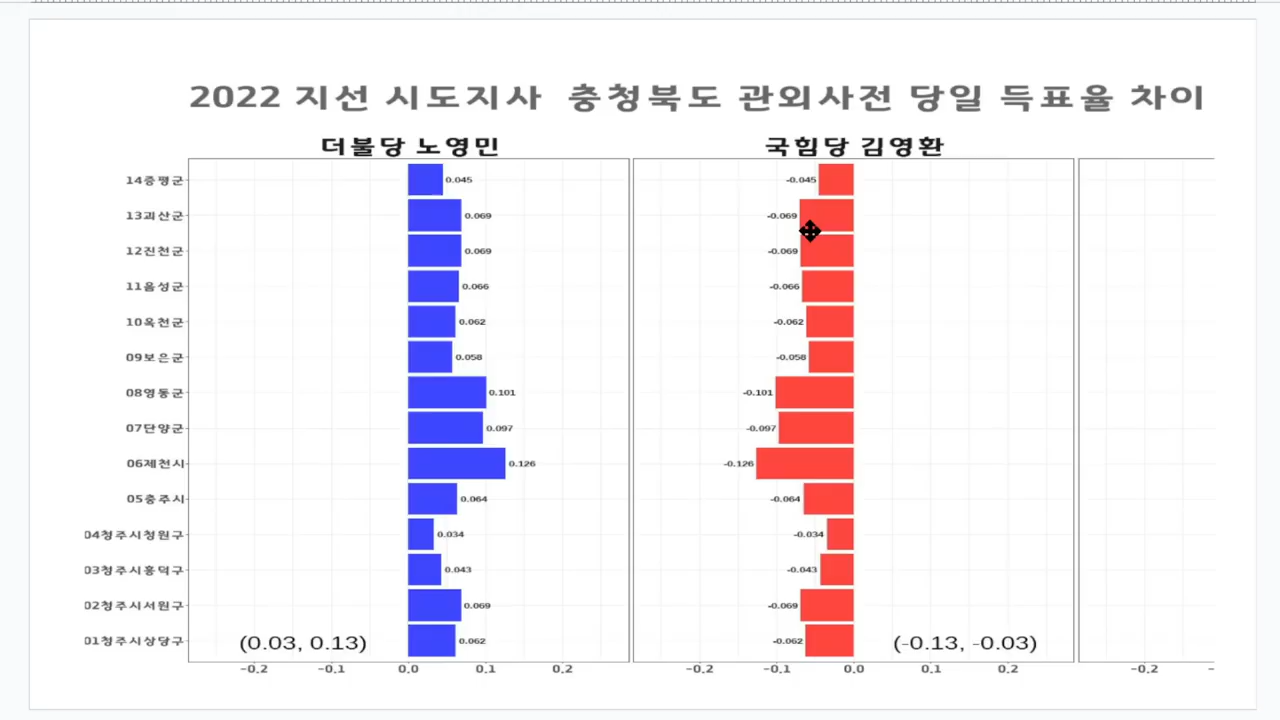 2022 지선 시도지사 충청북도 관외사전 당일 득표율 차이
더불당 노영민 국힘당 김영환
14증평군 0.045 -0.045
13괴산군 0.069 -0.069
12진천군 0.069 -0.069
11음성군 0.066 -0.066
10옥천군 0.062 -0.062
09보은군 0.058 -0.058
08영동군 0.101 -0.101
07단양군 0.097 -0.097
06제천시 0.126 -0.126
05충주시 0.064 -0.064
04청주시청원구 0.034 -0.034
03청주시흥덕구 0.043 -0.043
02청주시서원구 0.069 -0.069
01청주시상당구 (0.03, 0.13) 0.062 -0.062 (-0.13, -0.03)
-0.2 -0.1 0.0 0.1 0.2 -0.2 -0.1 0.0 0.1 0.2 -0.2